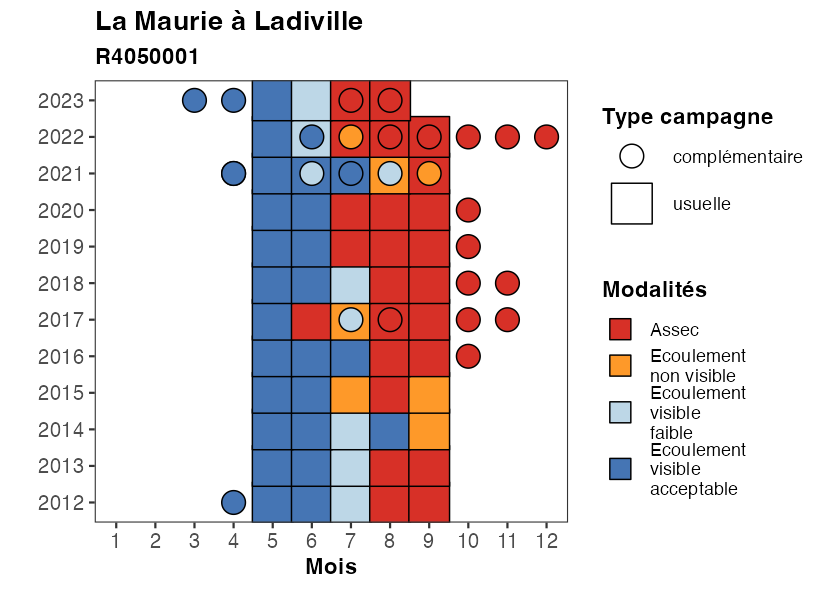 La Maurie à Ladiville
R4050001
2023
2022
2021
2020
2019
2018
2017
2016
2015
2014
2013
2012
1 2 3 4 5 6 7 8 9 10 11 12
Mois
Type campagne
complémentaire
usuelle
Modalités
Assec
Ecoulement
non visible
Ecoulement
visible
faible
Ecoulement
visible
acceptable